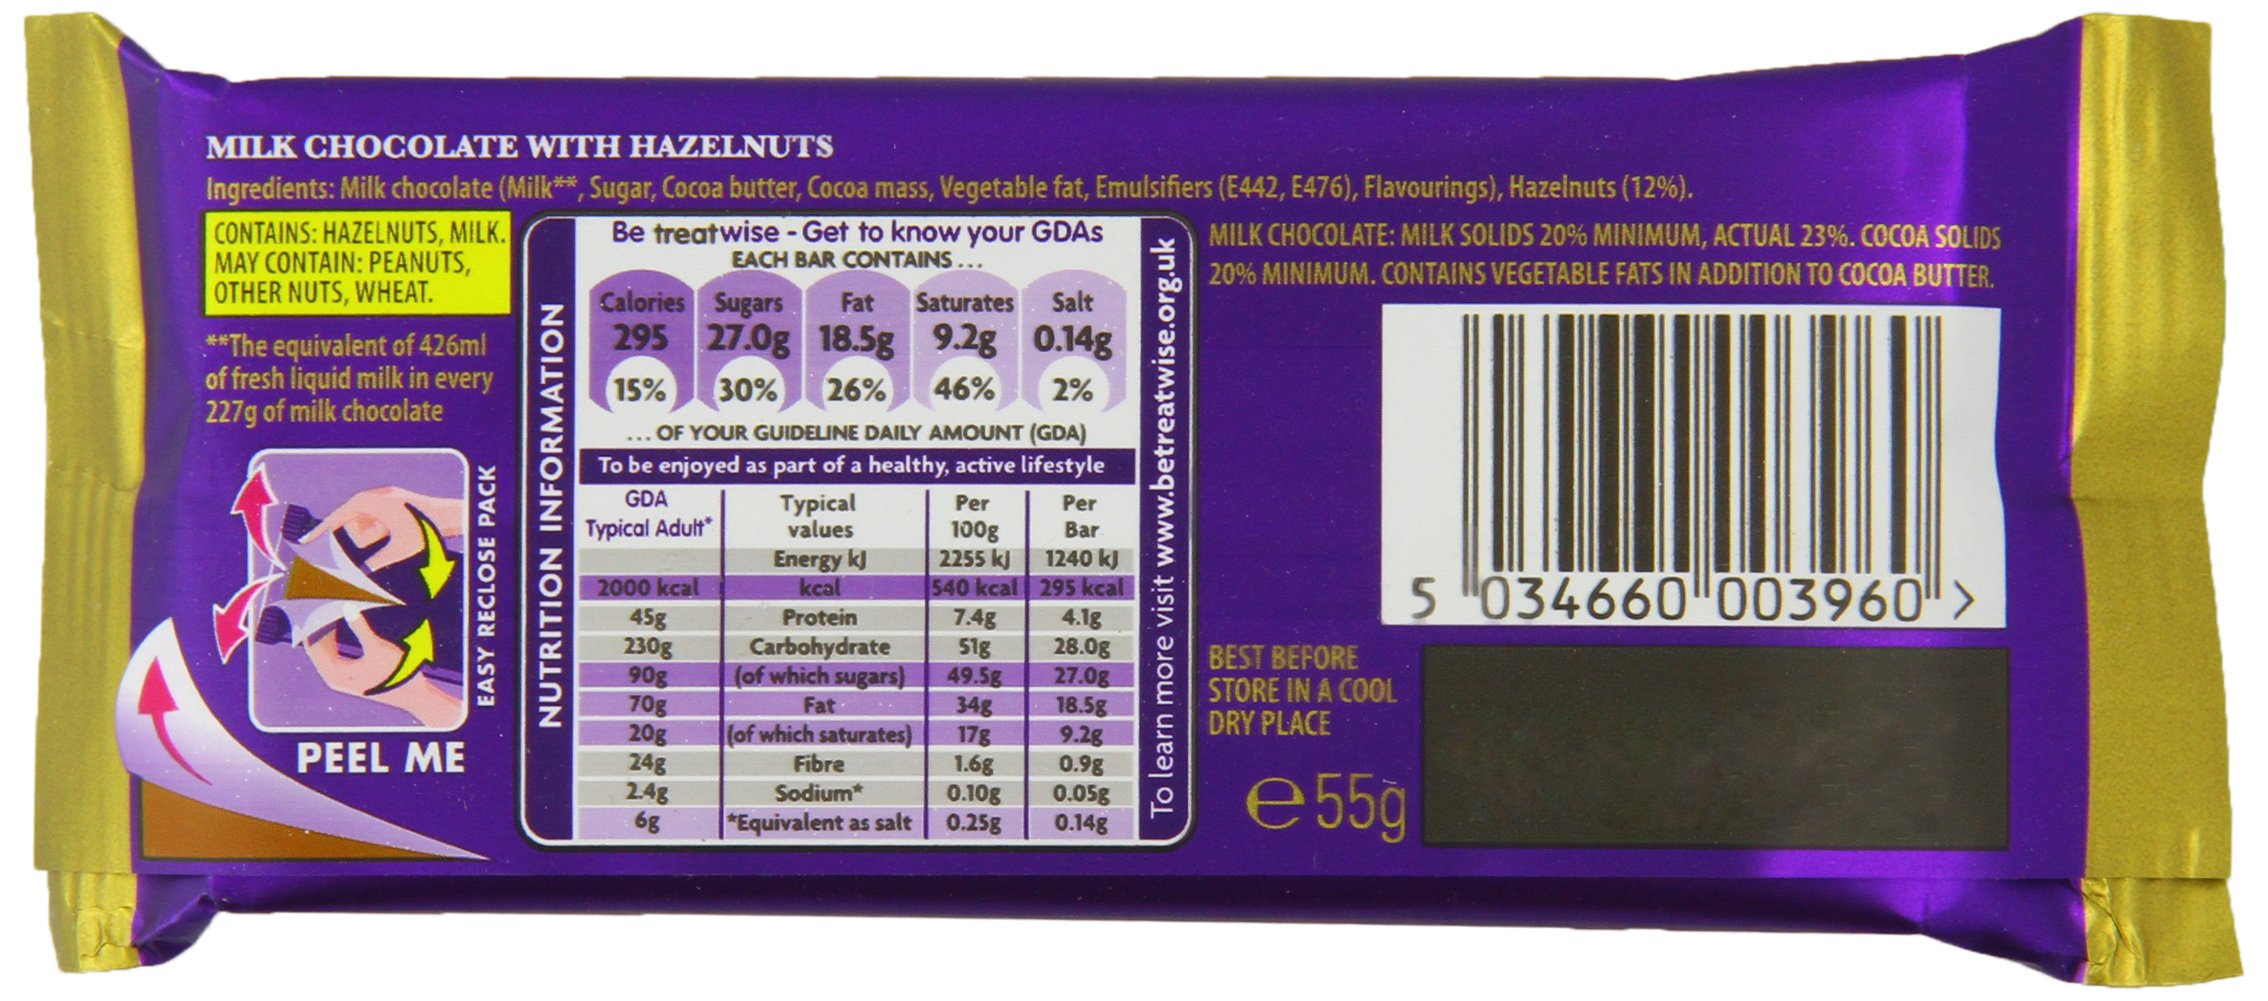 MILK CHOCOLATE WITH HAZELNUTS
Ingredients: Milk chocolate (Milk**, Sugar, Cocoa butter, Cocoa mass, Vegetable fat, Emulsifiers (E442, E476), Flavourings), Hazelnuts (12%).
CONTAINS: HAZELNUTS, MILK.
MAY CONTAIN: PEANUTS,
OTHER NUTS, WHEAT.
**The equivalent of 426ml
of fresh liquid milk in every
227g of milk chocolate
EASY RECLOSE PACK
PEEL ME
NUTRITION INFORMATION
Be treatwise - Get to know your GDAs
EACH BAR CONTAINS ...
Calories Sugars Fat Saturates Salt
295 27.0g 18.5g 9.2g 0.14g
15% 30% 26% 46% 2%
... OF YOUR GUIDELINE DAILY AMOUNT (GDA)
To be enjoyed as part of a healthy, active lifestyle
GDA Typical Per Per
Typical Adult* values 100g Bar
Energy kJ 2255 kJ 1240 kJ
2000 kcal kcal 540 kcal 295 kcal
45g Protein 7.4g 4.1g
230g Carbohydrate 51g 28.0g
90g (of which sugars) 49.5g 27.0g
70g Fat 34g 18.5g
20g (of which saturates) 17g 9.2g
24g Fibre 1.6g 0.9g
2.4g Sodium* 0.10g 0.05g
6g *Equivalent as salt 0.25g 0.14g
To learn more visit www.betreatwise.org.uk
MILK CHOCOLATE: MILK SOLIDS 20% MINIMUM, ACTUAL 23%. COCOA SOLIDS
20% MINIMUM. CONTAINS VEGETABLE FATS IN ADDITION TO COCOA BUTTER.
5 034660 003960 >
BEST BEFORE
STORE IN A COOL
DRY PLACE
e 55g